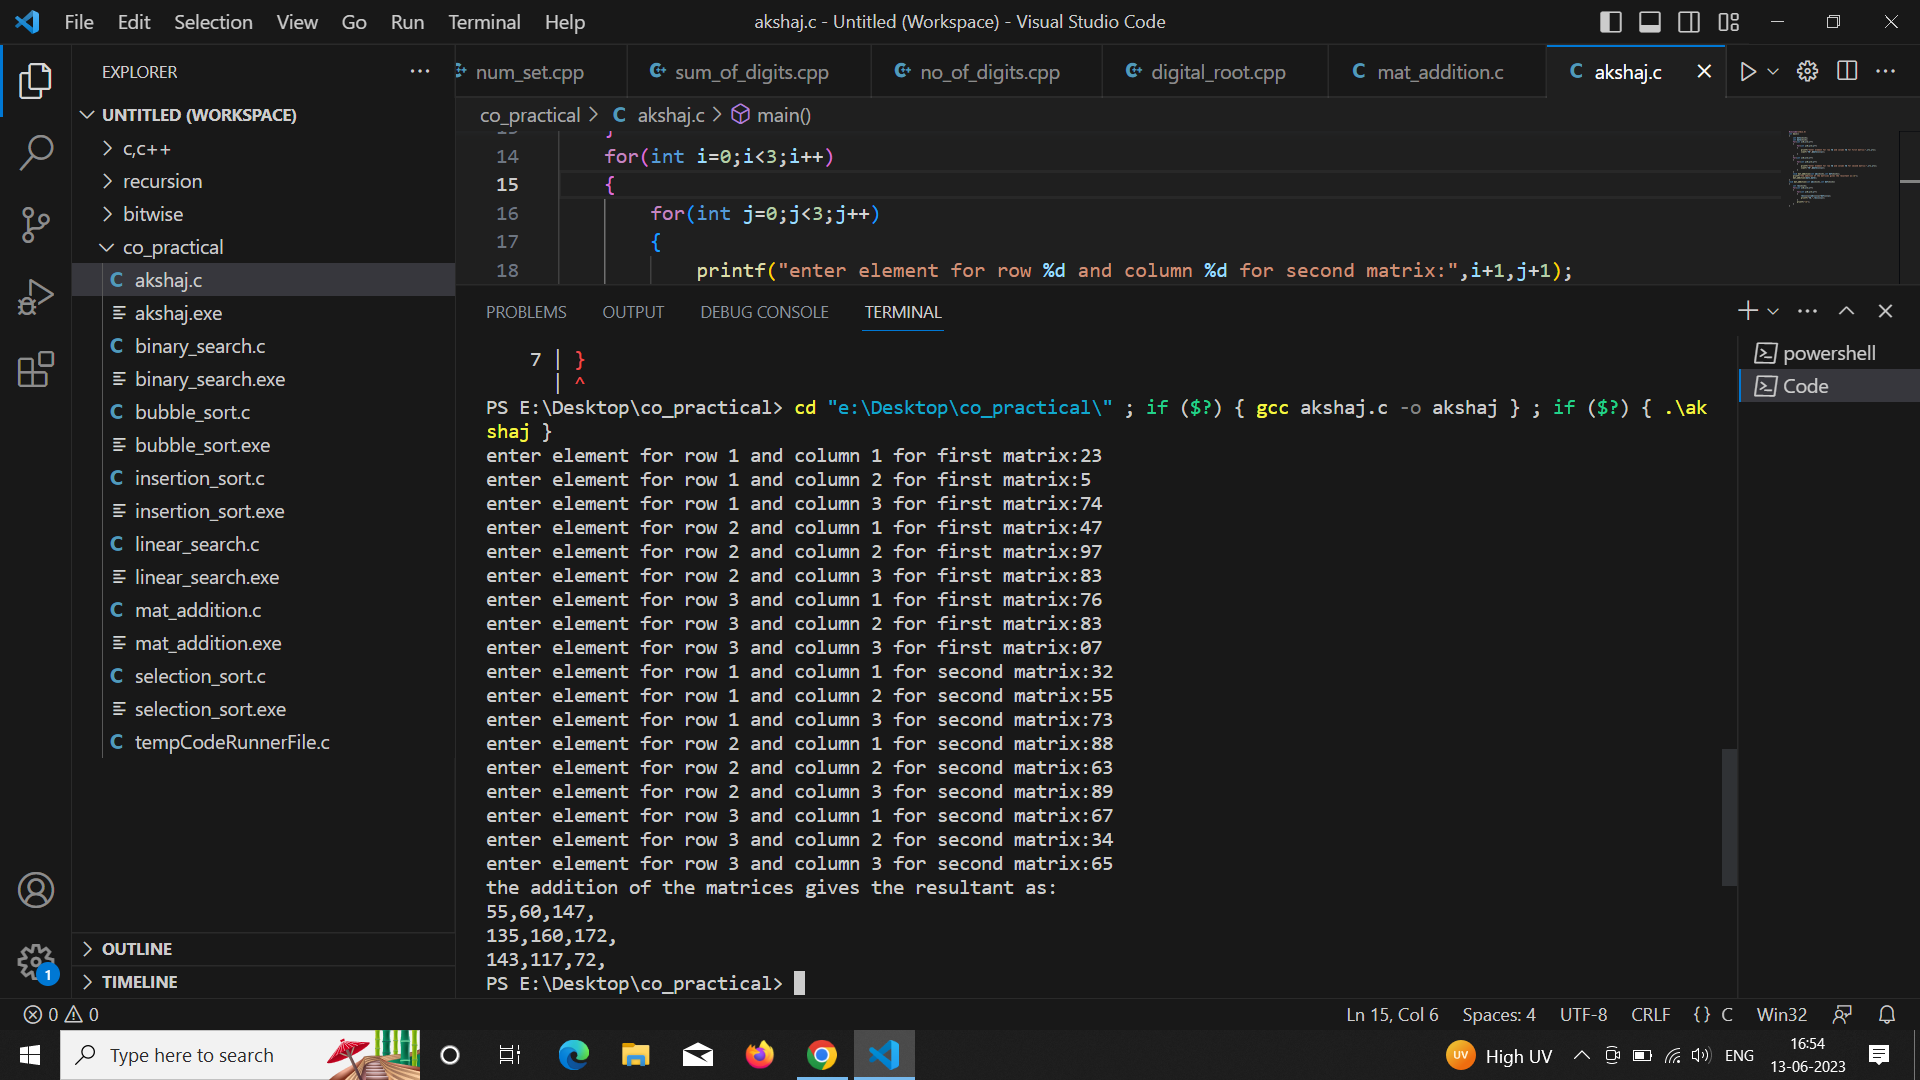 File Edit Selection View Go Run Terminal Help
akshaj.c - Untitled (Workspace) - Visual Studio Code
EXPLORER
num_set.cpp sum_of_digits.cpp no_of_digits.cpp digital_root.cpp mat_addition.c akshaj.c
UNTITLED (WORKSPACE)
c,c++
recursion
bitwise
co_practical
akshaj.c
akshaj.exe
binary_search.c
binary_search.exe
bubble_sort.c
bubble_sort.exe
insertion_sort.c
insertion_sort.exe
linear_search.c
linear_search.exe
mat_addition.c
mat_addition.exe
selection_sort.c
selection_sort.exe
tempCodeRunnerFile.c
OUTLINE
TIMELINE
co_practical > akshaj.c > main()
14 for(int i=0;i<3;i++)
15 {
16 for(int j=0;j<3;j++)
17 {
18 printf("enter element for row %d and column %d for second matrix:",i+1,j+1);
PROBLEMS OUTPUT DEBUG CONSOLE TERMINAL
powershell
Code
7 | }
| ^
PS E:\Desktop\co_practical> cd "e:\Desktop\co_practical\" ; if ($?) { gcc akshaj.c -o akshaj } ; if ($?) { .\ak
shaj }
enter element for row 1 and column 1 for first matrix:23
enter element for row 1 and column 2 for first matrix:5
enter element for row 1 and column 3 for first matrix:74
enter element for row 2 and column 1 for first matrix:47
enter element for row 2 and column 2 for first matrix:97
enter element for row 2 and column 3 for first matrix:83
enter element for row 3 and column 1 for first matrix:76
enter element for row 3 and column 2 for first matrix:83
enter element for row 3 and column 3 for first matrix:07
enter element for row 1 and column 1 for second matrix:32
enter element for row 1 and column 2 for second matrix:55
enter element for row 1 and column 3 for second matrix:73
enter element for row 2 and column 1 for second matrix:88
enter element for row 2 and column 2 for second matrix:63
enter element for row 2 and column 3 for second matrix:89
enter element for row 3 and column 1 for second matrix:67
enter element for row 3 and column 2 for second matrix:34
enter element for row 3 and column 3 for second matrix:65
the addition of the matrices gives the resultant as:
55,60,147,
135,160,172,
143,117,72,
PS E:\Desktop\co_practical>
1
0 0
Ln 15, Col 6 Spaces: 4 UTF-8 CRLF {} C Win32
Type here to search
UV High UV ENG
16:54
13-06-2023